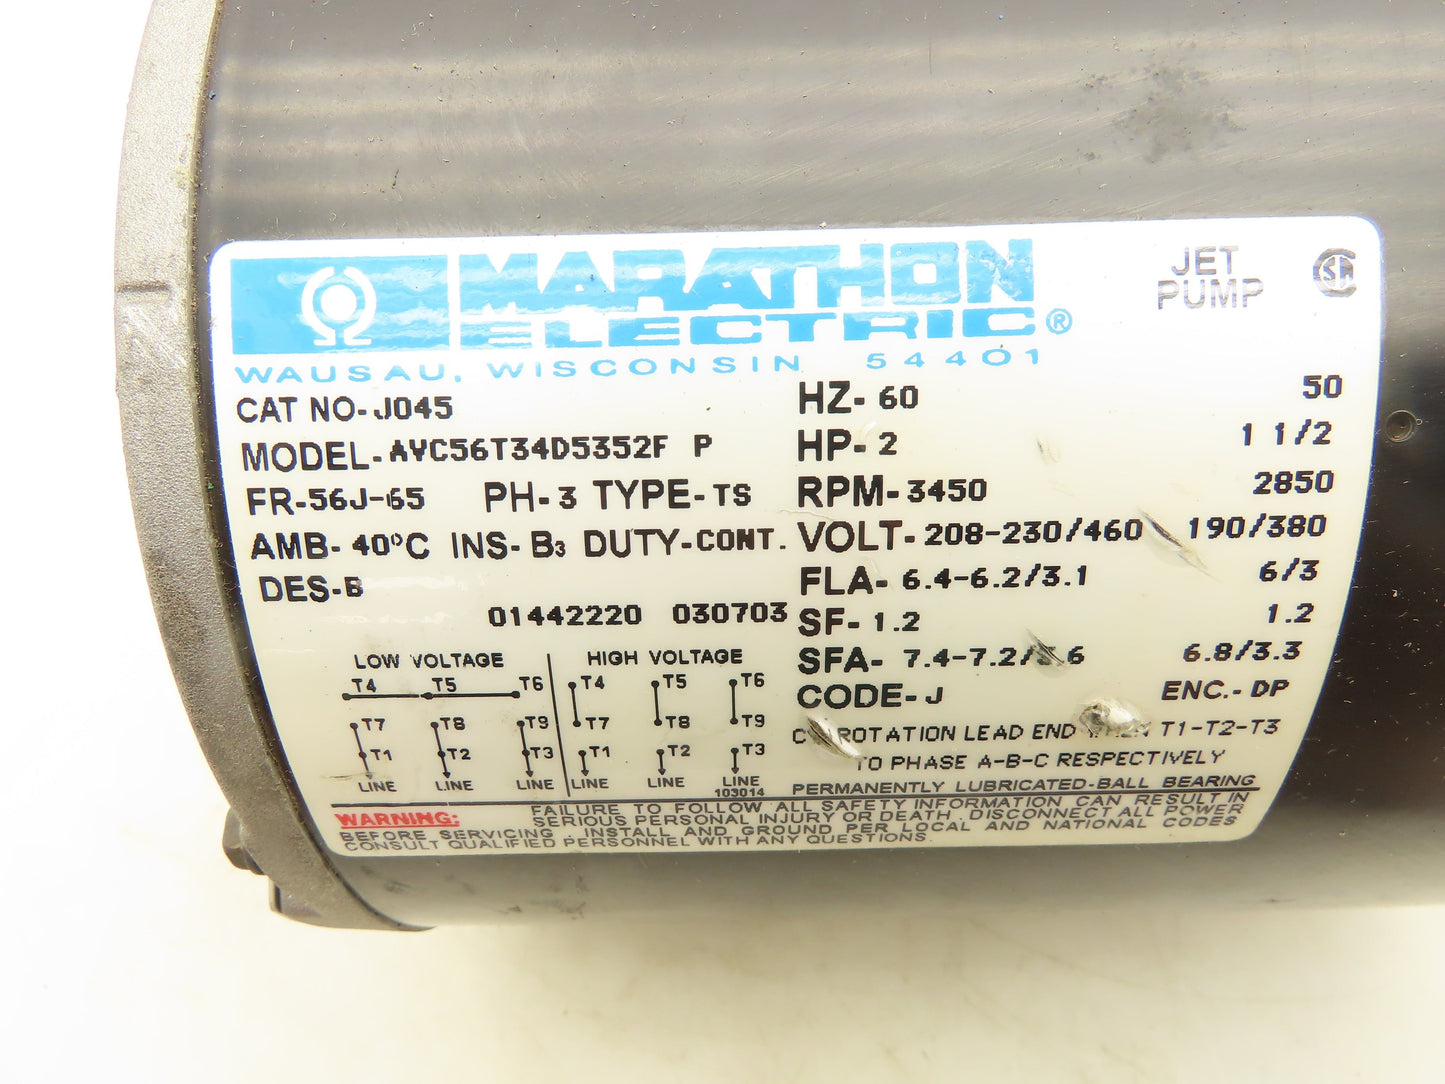 MARATHON
ELECTRIC®
WAUSAU, WISCONSIN 54401
JET
PUMP
CAT NO-J045
MODEL-AVC56T34D5352F P
FR-56J-65 PH-3 TYPE-TS
AMB-40°C INS-B3 DUTY-CONT.
DES-B
01442220 030703
HZ-60 50
HP-2 1 1/2
RPM-3450 2850
VOLT-208-230/460 190/380
FLA-6.4-6.2/3.1 6/3
SF-1.2 1.2
SFA-7.4-7.2/3.6 6.8/3.3
CODE-J ENC.-DP
ROTATION LEAD END T1-T2-T3
TO PHASE A-B-C RESPECTIVELY
PERMANENTLY LUBRICATED-BALL BEARING
LOW VOLTAGE
T4 T5 T6
T7 T8 T9
T1 T2 T3
LINE LINE LINE
HIGH VOLTAGE
T4 T5 T6
T7 T8 T9
T1 T2 T3
LINE LINE LINE
103014
WARNING: FAILURE TO FOLLOW ALL SAFETY INFORMATION CAN RESULT IN
SERIOUS PERSONAL INJURY OR DEATH. DISCONNECT ALL POWER
BEFORE SERVICING. INSTALL AND GROUND PER LOCAL AND NATIONAL CODES
CONSULT QUALIFIED PERSONNEL WITH ANY QUESTIONS.